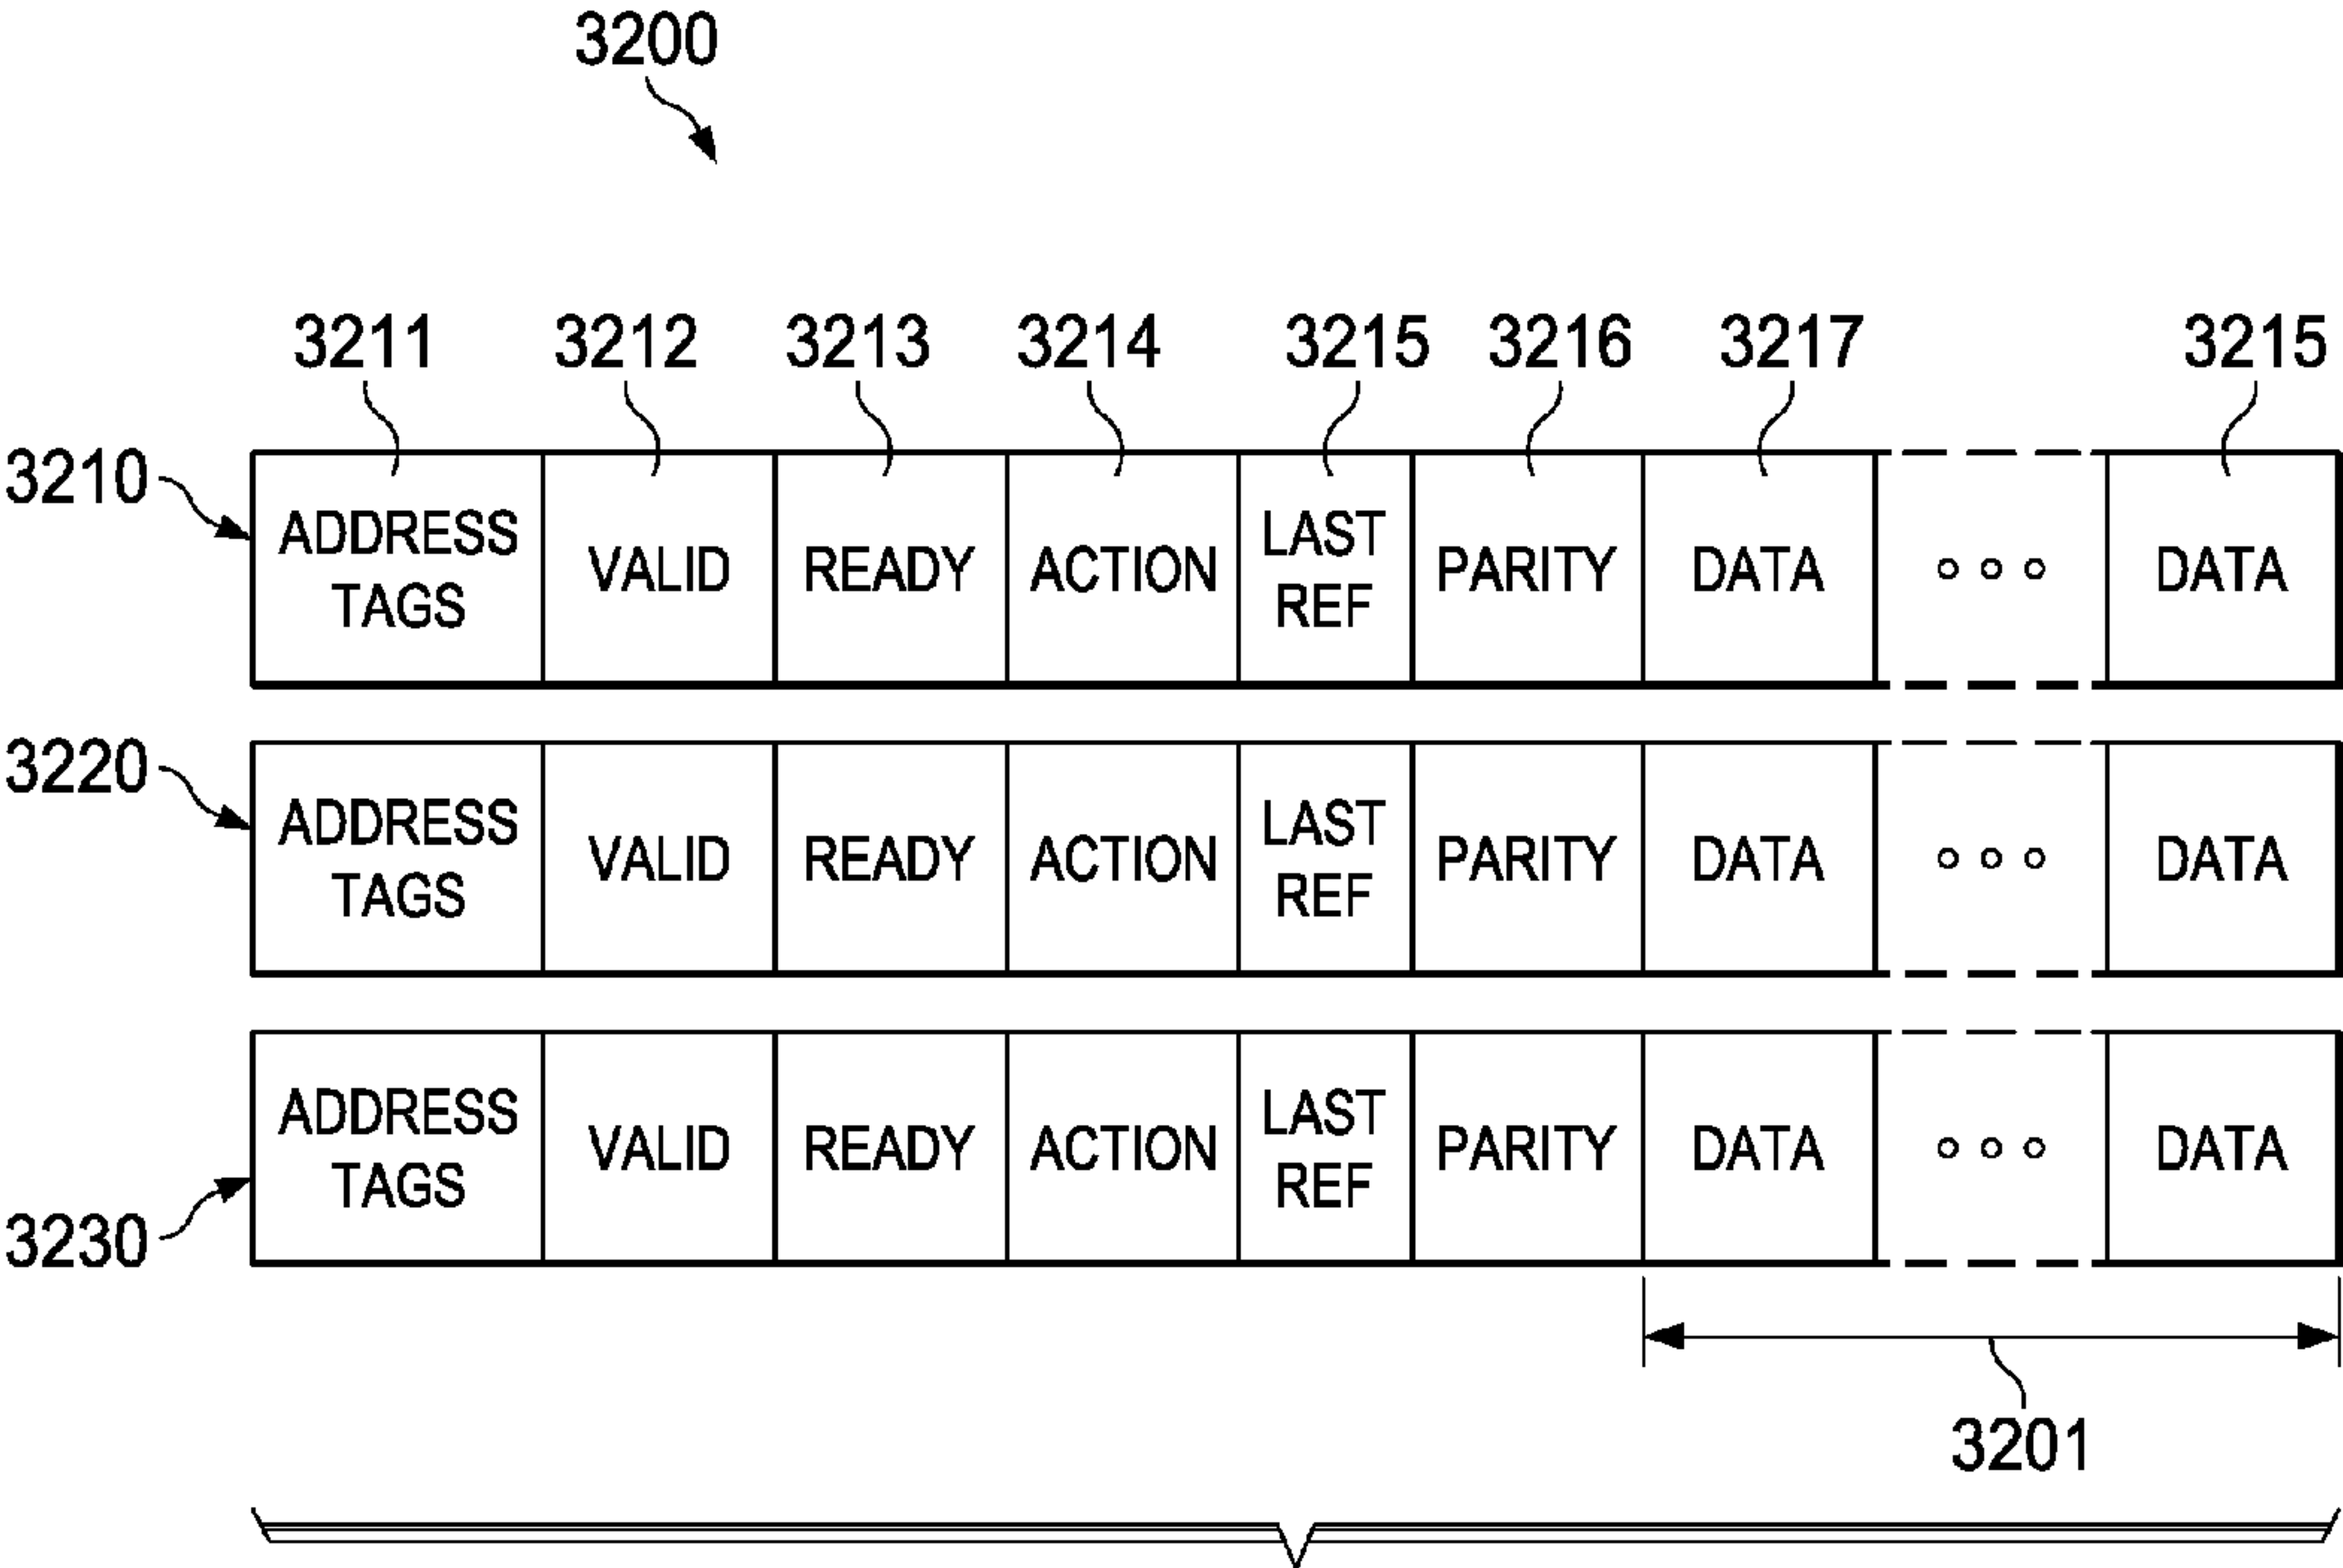 3200
3211 3212 3213 3214 3215 3216 3217 3215
3210
ADDRESS TAGS VALID READY ACTION LAST REF PARITY DATA DATA
3220
ADDRESS TAGS VALID READY ACTION LAST REF PARITY DATA DATA
3230
ADDRESS TAGS VALID READY ACTION LAST REF PARITY DATA DATA
3201